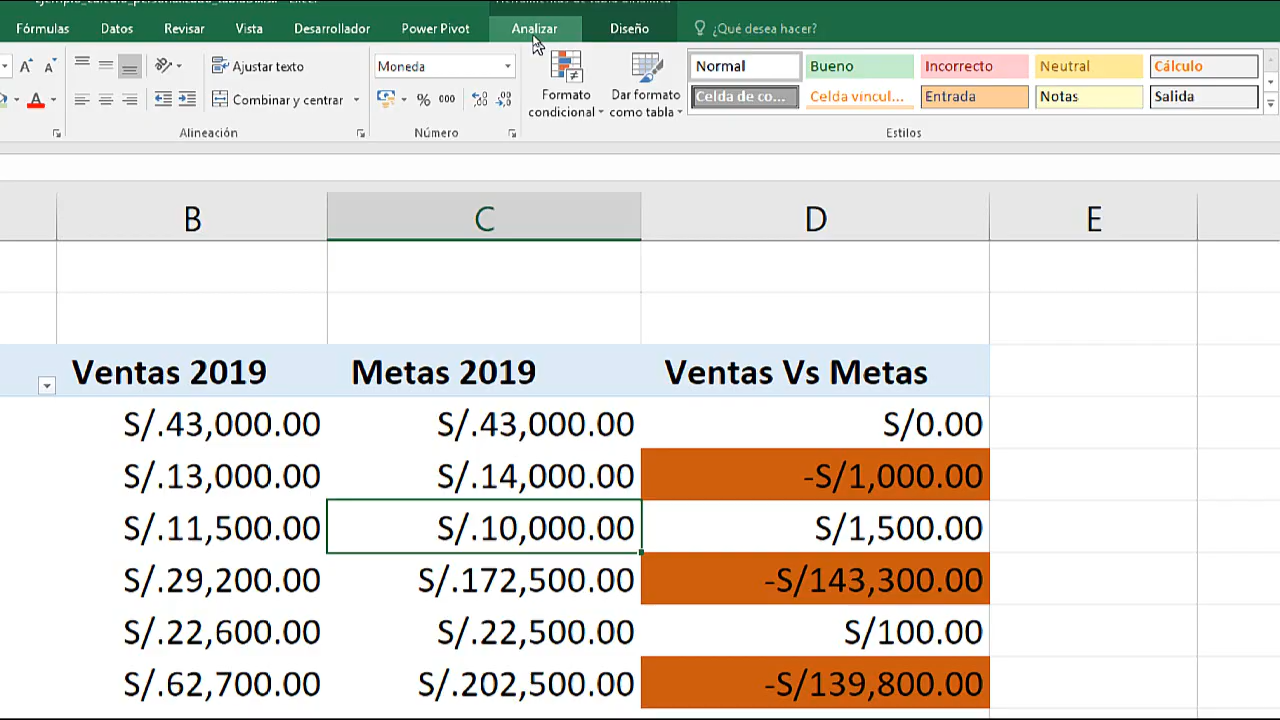 Fórmulas Datos Revisar Vista Desarrollador Power Pivot Analizar Diseño ¿Qué desea hacer?
A A Ajustar texto Moneda Normal Bueno Incorrecto Neutral Cálculo
A Combinar y centrar % 000 Formato condicional Dar formato como tabla Celda de co... Celda vincul... Entrada Notas Salida
Alineación Número Estilos
B C D E
Ventas 2019 Metas 2019 Ventas Vs Metas
S/.43,000.00 S/.43,000.00 S/0.00
S/.13,000.00 S/.14,000.00 -S/1,000.00
S/.11,500.00 S/.10,000.00 S/1,500.00
S/.29,200.00 S/.172,500.00 -S/143,300.00
S/.22,600.00 S/.22,500.00 S/100.00
S/.62,700.00 S/.202,500.00 -S/139,800.00